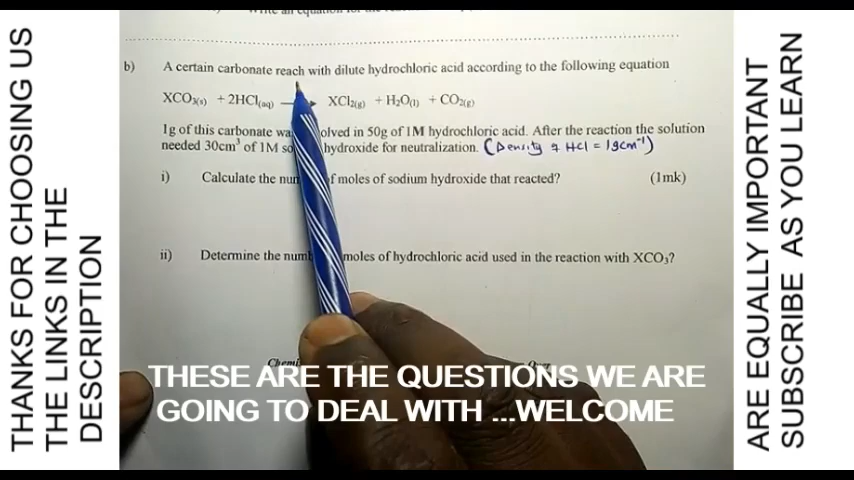 THANKS FOR CHOOSING US
THE LINKS IN THE
DESCRIPTION
b) A certain carbonate reach with dilute hydrochloric acid according to the following equation
XCO₃(s) + 2HCl(aq) → XCl₂(g) + H₂O(l) + CO₂(g)
1g of this carbonate was olved in 50g of 1M hydrochloric acid. After the reaction the solution
needed 30cm³ of 1M so hydroxide for neutralization. (Density of HCl = 1gcm⁻¹)
i) Calculate the num f moles of sodium hydroxide that reacted? (1mk)
ii) Determine the numb moles of hydrochloric acid used in the reaction with XCO₃?
THESE ARE THE QUESTIONS WE ARE
GOING TO DEAL WITH ...WELCOME
ARE EQUALLY IMPORTANT
SUBSCRIBE AS YOU LEARN